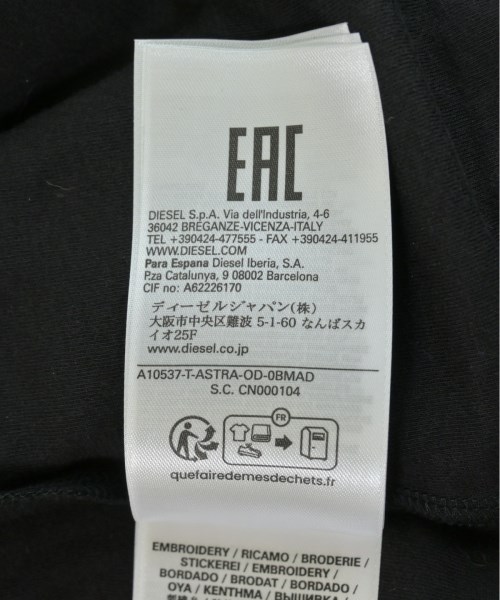 EAC
DIESEL S.p.A. Via dell'Industria, 4-6
36042 BREGANZE-VICENZA-ITALY
TEL +390424-477555 - FAX +390424-411955
WWW.DIESEL.COM
Para Espana Diesel Iberia, S.A.
P.za Catalunya, 9 08002 Barcelona
CIF no: A62226170
ディーゼルジャパン(株)
大阪市中央区難波 5-1-60 なんばスカ
イオ25F
www.diesel.co.jp
A10537-T-ASTRA-OD-0BMAD
S.C. CN000104
FR
quefairedemesdechets.fr
EMBROIDERY / RICAMO / BRODERIE /
STICKEREI / EMBROIDERY /
BORDADO / BRODAT / BORDADO /
OYA / KENTHMA / ВЫШИВКА /